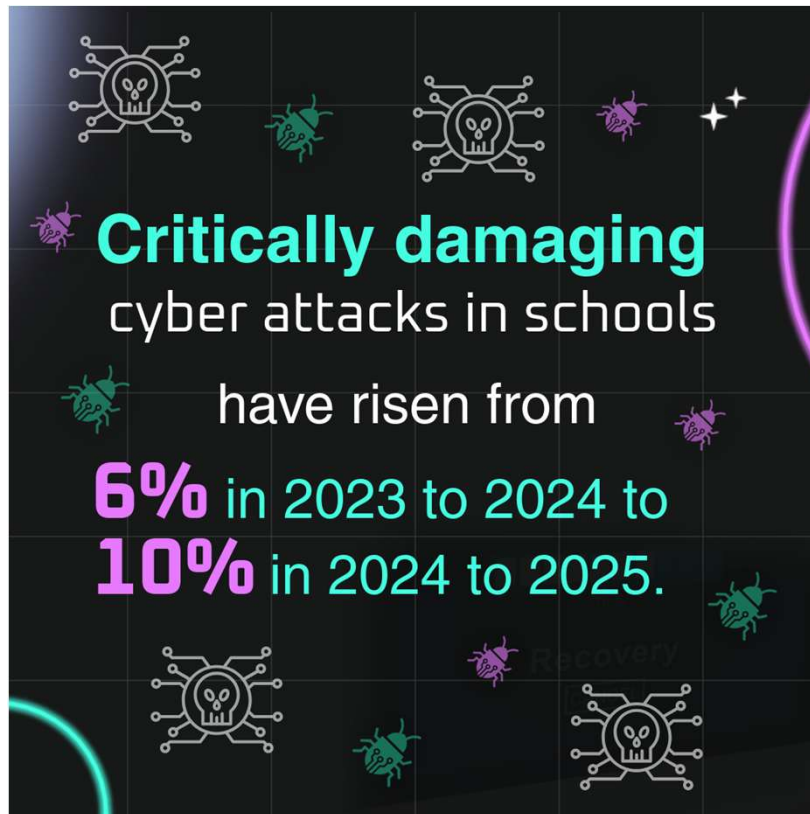 Critically damaging
cyber attacks in schools
have risen from
6% in 2023 to 2024 to
10% in 2024 to 2025.
Recovery